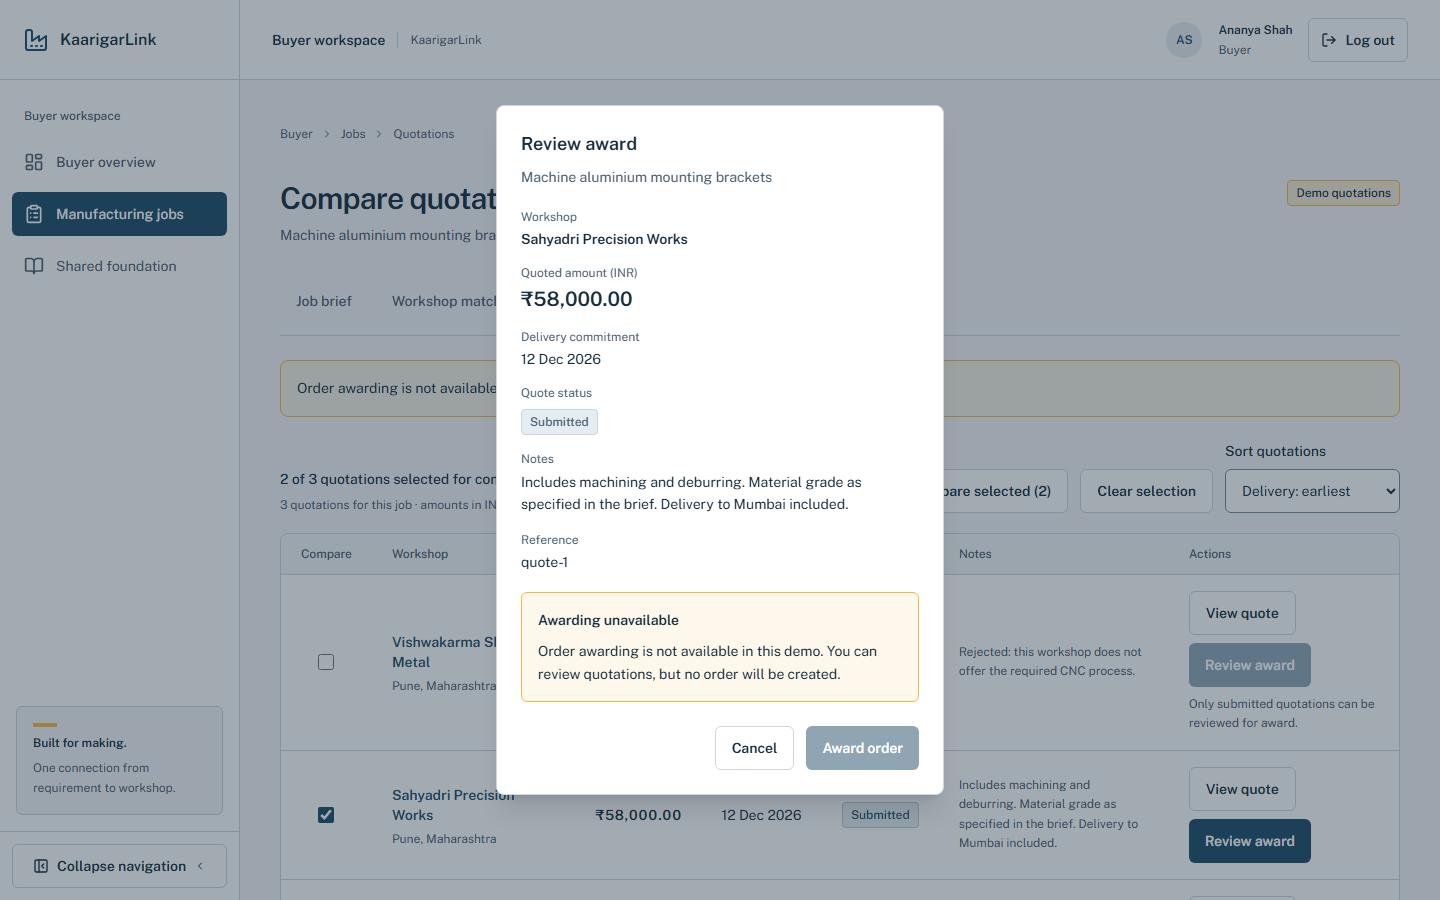 KaarigarLink
Buyer workspace
KaarigarLink
AS
Ananya Shah
Buyer
Log out
Buyer workspace
Buyer overview
Manufacturing jobs
Shared foundation
Built for making.
One connection from
requirement to workshop.
Collapse navigation
Buyer
Jobs
Quotations
Compare
Machine aluminium mounting
Demo quotations
Job brief
Workshop
Order awarding is not available
2 of 3 quotations selected for
3 quotations for this job · amounts in
selected (2)
Clear selection
Sort quotations
Delivery: earliest
Compare
Workshop
Notes
Actions
Vishwakarma
Metal
Pune, Maharashtra
Rejected: this workshop does not
offer the required CNC process.
View quote
Review award
Only submitted quotations can be
reviewed for award.
Sahyadri Precision
Works
Pune, Maharashtra
₹58,000.00
12 Dec 2026
Submitted
Includes machining and
deburring. Material grade as
specified in the brief. Delivery to
Mumbai included.
View quote
Review award
Review award
Machine aluminium mounting brackets
Workshop
Sahyadri Precision Works
Quoted amount (INR)
₹58,000.00
Delivery commitment
12 Dec 2026
Quote status
Submitted
Notes
Includes machining and deburring. Material grade as
specified in the brief. Delivery to Mumbai included.
Reference
quote-1
Awarding unavailable
Order awarding is not available in this demo. You can
review quotations, but no order will be created.
Cancel
Award order